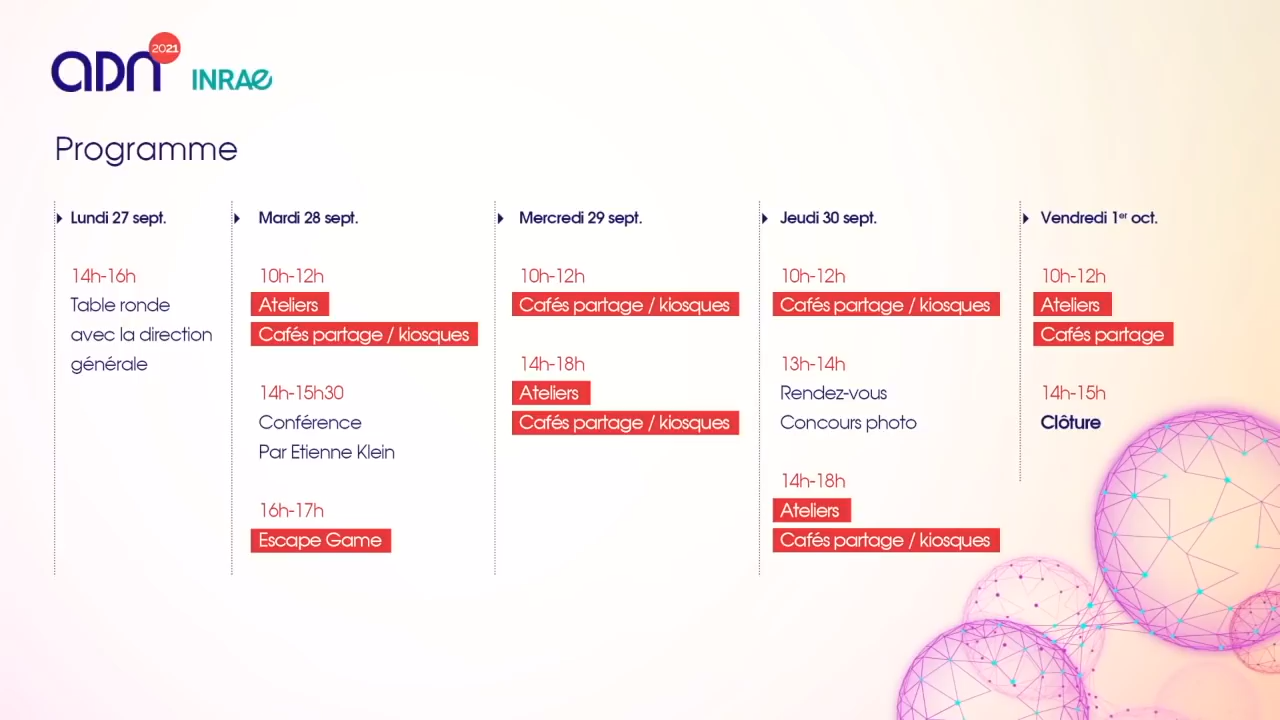 aDN
2021
INRAE
Programme
Lundi 27 sept.
14h-16h
Table ronde
avec la direction
générale
Mardi 28 sept.
10h-12h
Ateliers
Cafés partage / kiosques
14h-15h30
Conférence
Par Etienne Klein
16h-17h
Escape Game
Mercredi 29 sept.
10h-12h
Cafés partage / kiosques
14h-18h
Ateliers
Cafés partage / kiosques
Jeudi 30 sept.
10h-12h
Cafés partage / kiosques
13h-14h
Rendez-vous
Concours photo
14h-18h
Ateliers
Cafés partage / kiosques
Vendredi 1er oct.
10h-12h
Ateliers
Cafés partage
14h-15h
Clôture